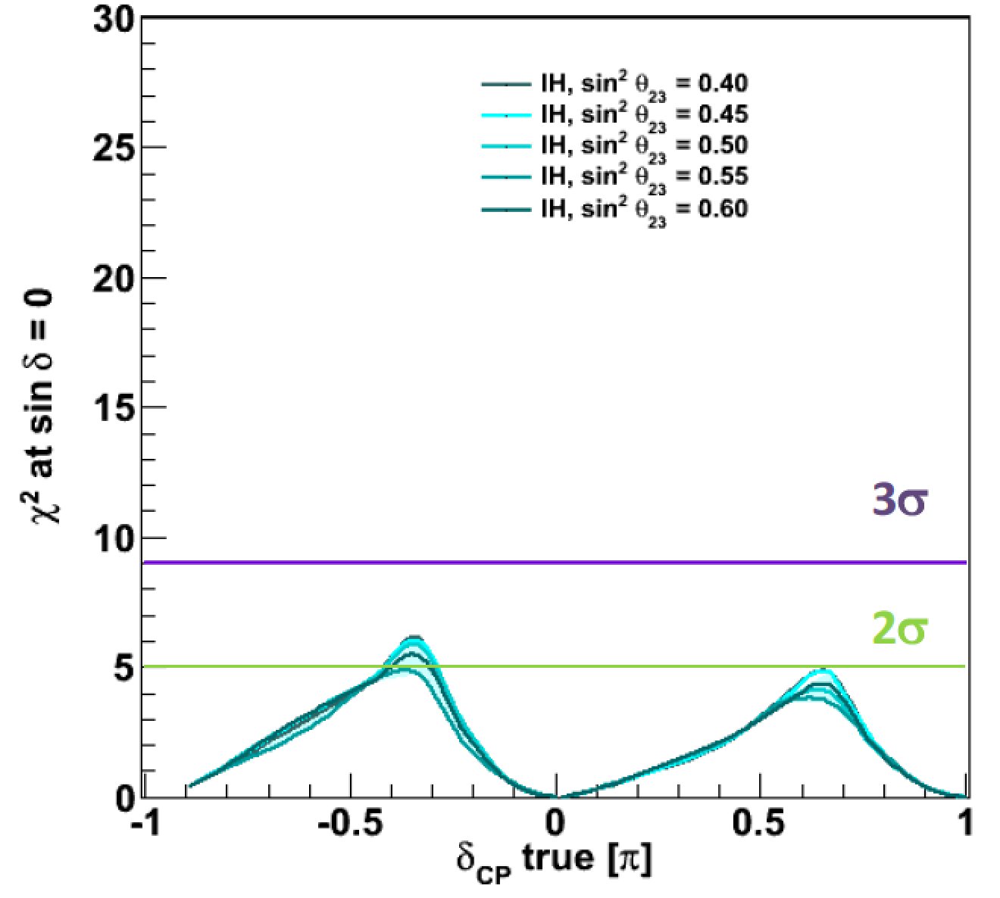 χ² at sin δ = 0
30
25
20
15
10
5
0
IH, sin² θ₂₃ = 0.40
IH, sin² θ₂₃ = 0.45
IH, sin² θ₂₃ = 0.50
IH, sin² θ₂₃ = 0.55
IH, sin² θ₂₃ = 0.60
3σ
2σ
-1 -0.5 0 0.5 1
δCP true [π]